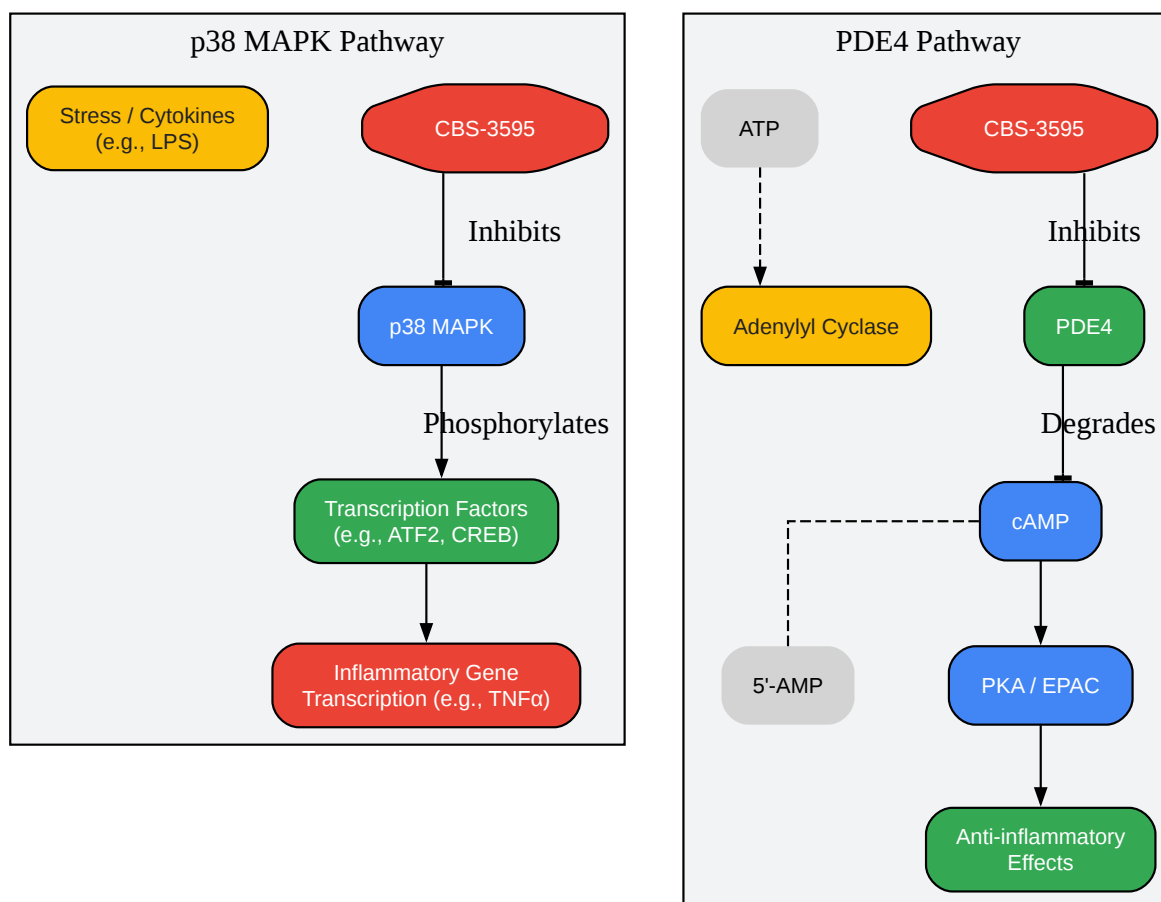 p38 MAPK Pathway
Stress / Cytokines
(e.g., LPS)
CBS-3595
Inhibits
p38 MAPK
Phosphorylates
Transcription Factors
(e.g., ATF2, CREB)
Inflammatory Gene
Transcription (e.g., TNFα)
PDE4 Pathway
ATP
CBS-3595
Inhibits
Adenylyl Cyclase
PDE4
Degrades
cAMP
5'-AMP
PKA / EPAC
Anti-inflammatory
Effects